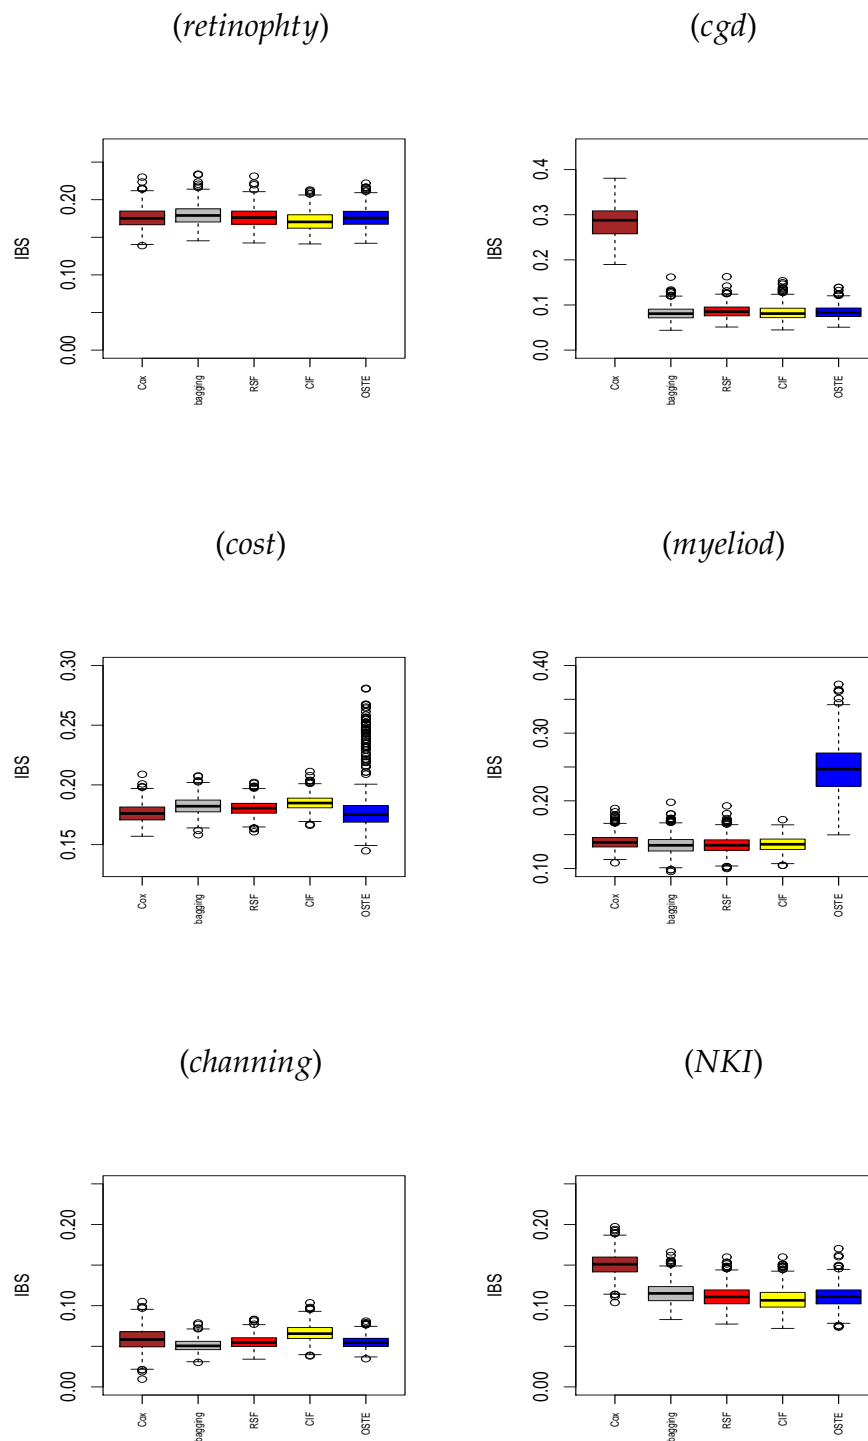 (retinophty)
IBS
0.00 0.10 0.20
Cox bagging RSF CIF OSTE
(cgd)
IBS
0.0 0.1 0.2 0.3 0.4
Cox bagging RSF CIF OSTE
(cost)
IBS
0.15 0.20 0.25 0.30
Cox bagging RSF CIF OSTE
(myeliod)
IBS
0.10 0.20 0.30 0.40
Cox bagging RSF CIF OSTE
(channing)
IBS
0.00 0.10 0.20
Cox bagging RSF CIF OSTE
(NKI)
IBS
0.00 0.10 0.20
Cox bagging RSF CIF OSTE